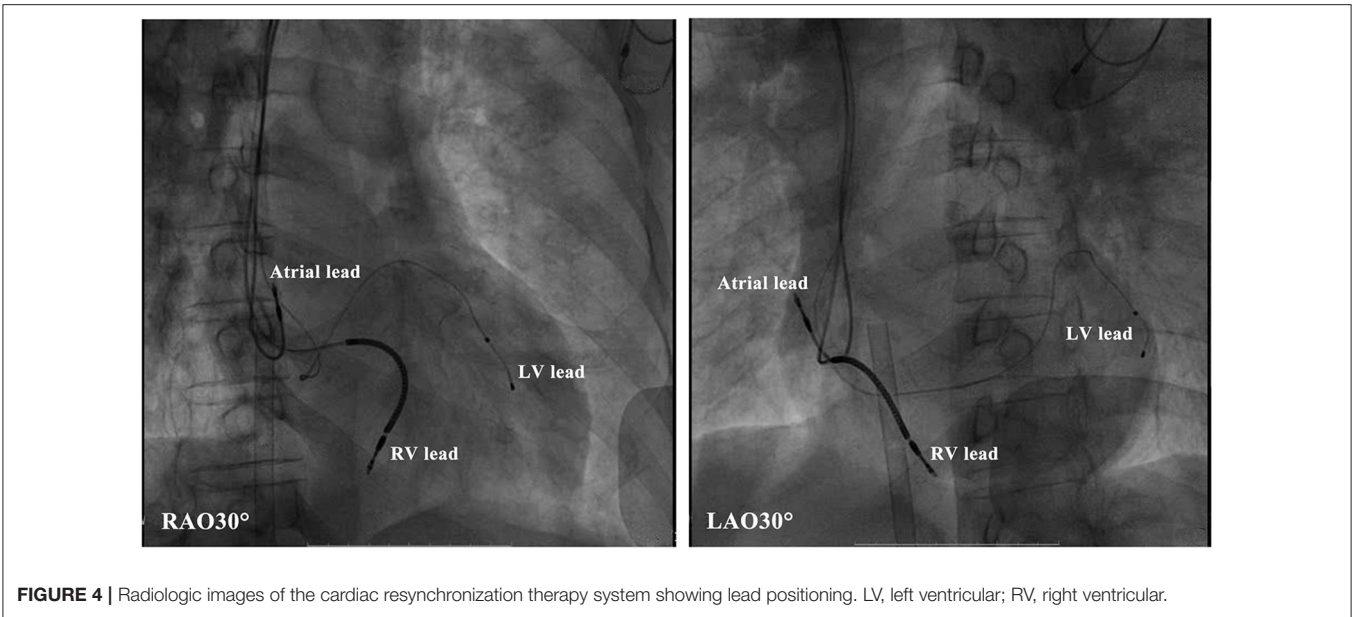 Atrial lead
LV lead
RV lead
RAO30°
Atrial lead
LV lead
RV lead
LAO30°
FIGURE 4 | Radiologic images of the cardiac resynchronization therapy system showing lead positioning. LV, left ventricular; RV, right ventricular.